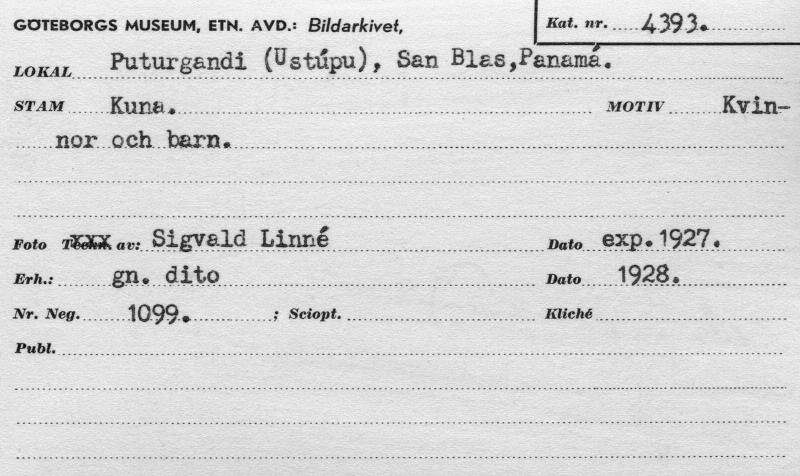 GÖTEBORGS MUSEUM, ETN. AVD.: Bildarkivet,
Kat. nr. 4393.
LOKAL Puturgandi (Ustúpu), San Blas,Panamá.
STAM Kuna. MOTIV Kvin-
nor och barn.
Foto Techn. av: Sigvald Linné Dato exp.1927.
Erh.: gn. dito Dato 1928.
Nr. Neg. 1099. ; Sciopt. Kliché
Publ.